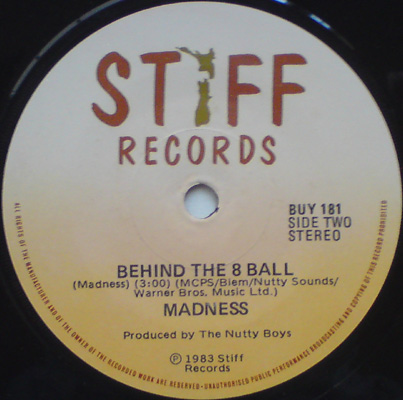 STIFF
RECORDS
BUY 181
SIDE TWO
STEREO
BEHIND THE 8 BALL
(Madness) (3:00) (MCPS/Biem/Nutty Sounds/
Warner Bros. Music Ltd.)
MADNESS
Produced by The Nutty Boys
℗ 1983 Stiff
Records
ALL RIGHTS OF THE MANUFACTURER AND OF THE OWNER OF THE RECORDED WORK ARE RESERVED-UNAUTHORISED PUBLIC PERFORMANCE BROADCASTING AND COPYING OF THIS RECORD PROHIBITED